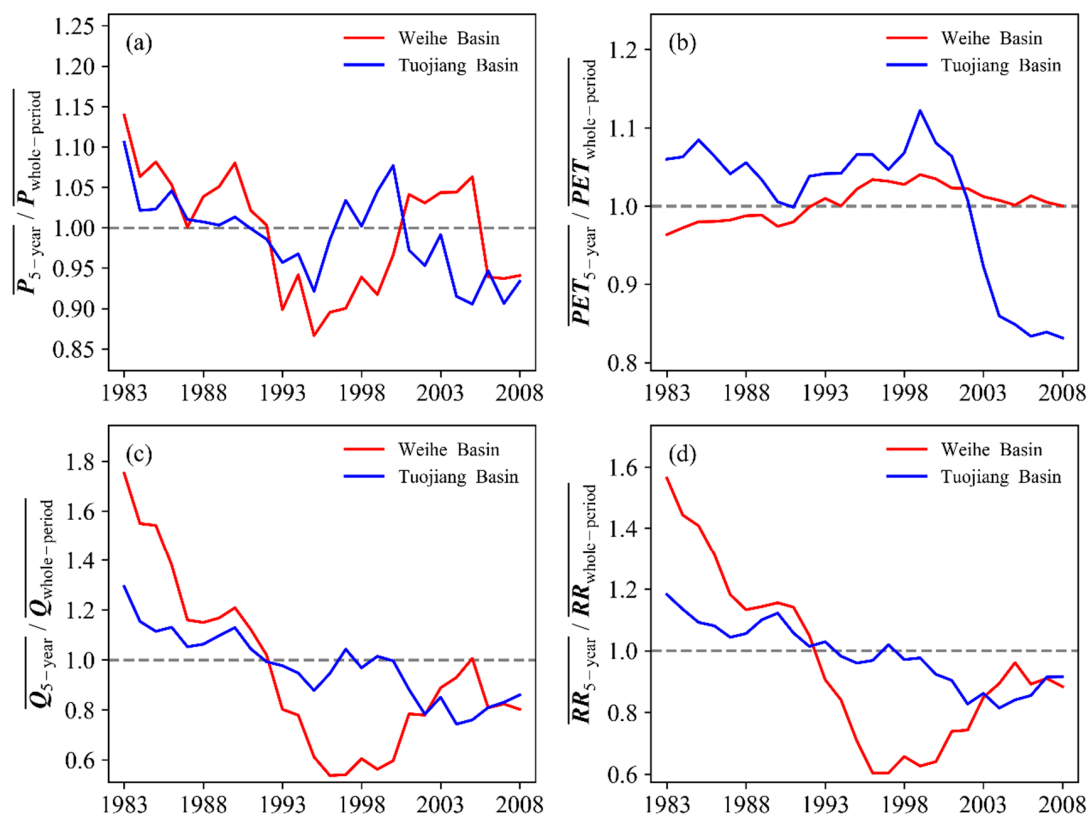 (a)
Weihe Basin
Tuojiang Basin
P5−year / Pwhole−period
1.25
1.20
1.15
1.10
1.05
1.00
0.95
0.90
0.85
1983 1988 1993 1998 2003 2008
(b)
Weihe Basin
Tuojiang Basin
PET5−year / PETwhole−period
1.2
1.1
1.0
0.9
0.8
1983 1988 1993 1998 2003 2008
(c)
Weihe Basin
Tuojiang Basin
Q5−year / Qwhole−period
1.8
1.6
1.4
1.2
1.0
0.8
0.6
1983 1988 1993 1998 2003 2008
(d)
Weihe Basin
Tuojiang Basin
RR5−year / RRwhole−period
1.6
1.4
1.2
1.0
0.8
0.6
1983 1988 1993 1998 2003 2008